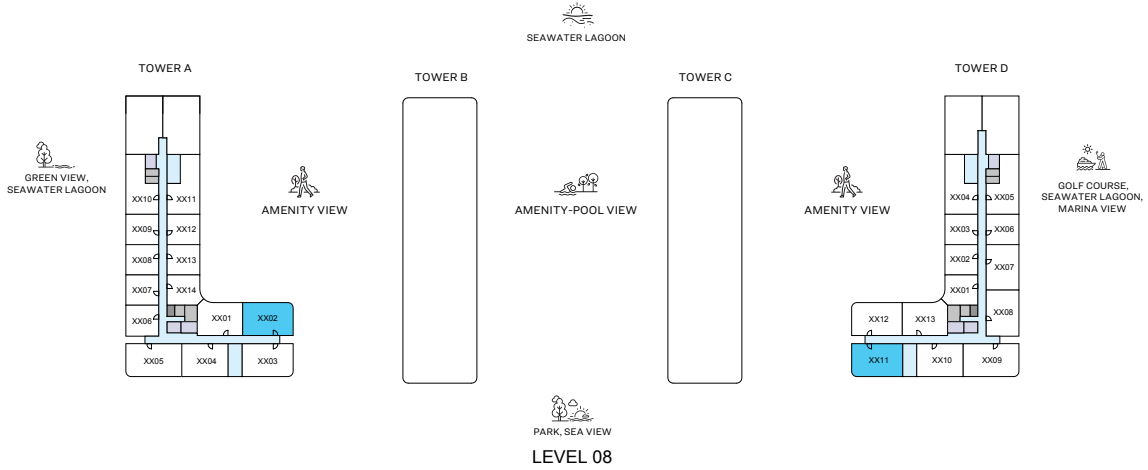 SEAWATER LAGOON
TOWER A
TOWER B
TOWER C
TOWER D
GREEN VIEW,
SEAWATER LAGOON
AMENITY VIEW
AMENITY-POOL VIEW
AMENITY VIEW
GOLF COURSE,
SEAWATER LAGOON,
MARINA VIEW
XX10 XX11
XX09 XX12
XX08 XX13
XX07 XX14
XX06 XX01 XX02
XX05 XX04 XX03
XX04 XX05
XX03 XX06
XX02 XX07
XX01 XX08
XX12 XX13
XX11 XX10 XX09
PARK, SEA VIEW
LEVEL 08